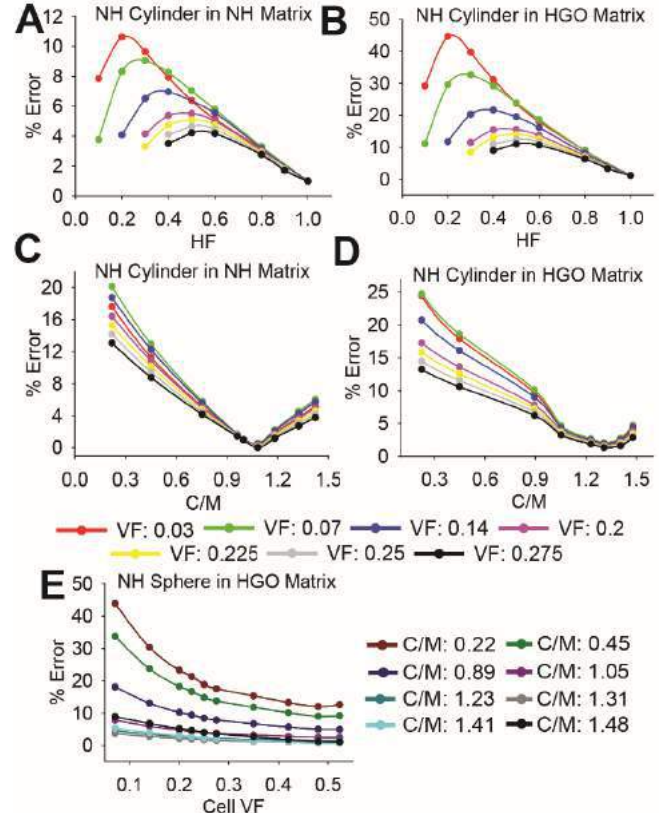 A
NH Cylinder in NH Matrix
% Error
12
10
8
6
4
2
0
0.0 0.2 0.4 0.6 0.8 1.0
HF
B
NH Cylinder in HGO Matrix
% Error
50
40
30
20
10
0
0.0 0.2 0.4 0.6 0.8 1.0
HF
C
NH Cylinder in NH Matrix
% Error
20
16
12
8
4
0
0.0 0.3 0.6 0.9 1.2 1.5
C/M
D
NH Cylinder in HGO Matrix
% Error
25
20
15
10
5
0
0.0 0.3 0.6 0.9 1.2 1.5
C/M
VF: 0.03 VF: 0.07 VF: 0.14 VF: 0.2
VF: 0.225 VF: 0.25 VF: 0.275
E
NH Sphere in HGO Matrix
% Error
50
40
30
20
10
0
0.1 0.2 0.3 0.4 0.5
Cell VF
C/M: 0.22 C/M: 0.45
C/M: 0.89 C/M: 1.05
C/M: 1.23 C/M: 1.31
C/M: 1.41 C/M: 1.48